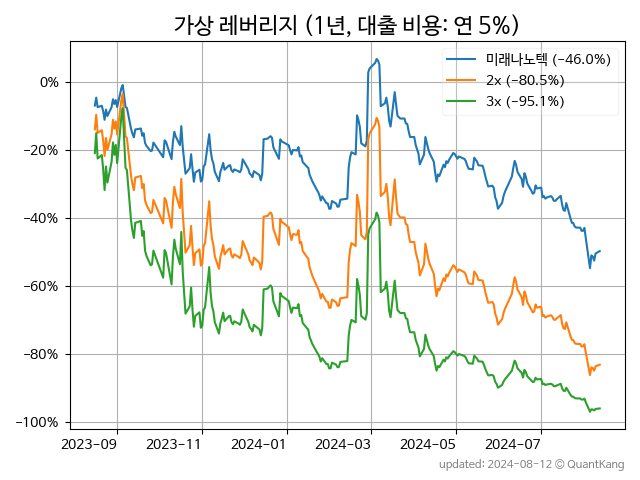 가상 레버리지 (1년, 대출 비용: 연 5%)
미래나노텍 (−46.0%)
2x (−80.5%)
3x (−95.1%)
0%
−20%
−40%
−60%
−80%
−100%
2023-09 2023-11 2024-01 2024-03 2024-05 2024-07
updated: 2024-08-12 © QuantKang